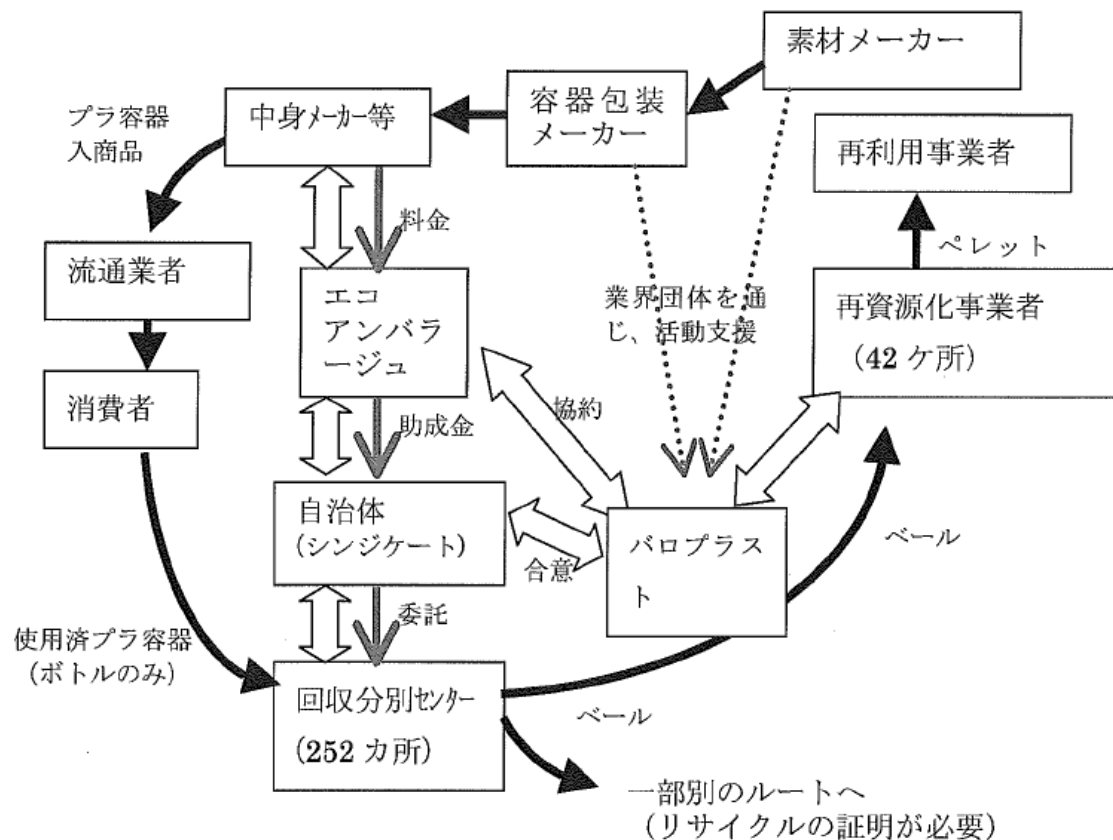 素材メーカー
容器包装
メーカー
中身メーカー等
プラ容器
入商品
再利用事業者
料金
ペレット
流通業者
エコ
アンバラ
ージュ
業界団体を通
じ、活動支援
再資源化事業者
(42 ケ所)
消費者
協約
助成金
自治体
(シンジケート)
バロプラス
ト
合意
ベール
委託
使用済プラ容器
(ボトルのみ)
回収分別センター
(252 カ所)
ベール
一部別のルートへ
(リサイクルの証明が必要)